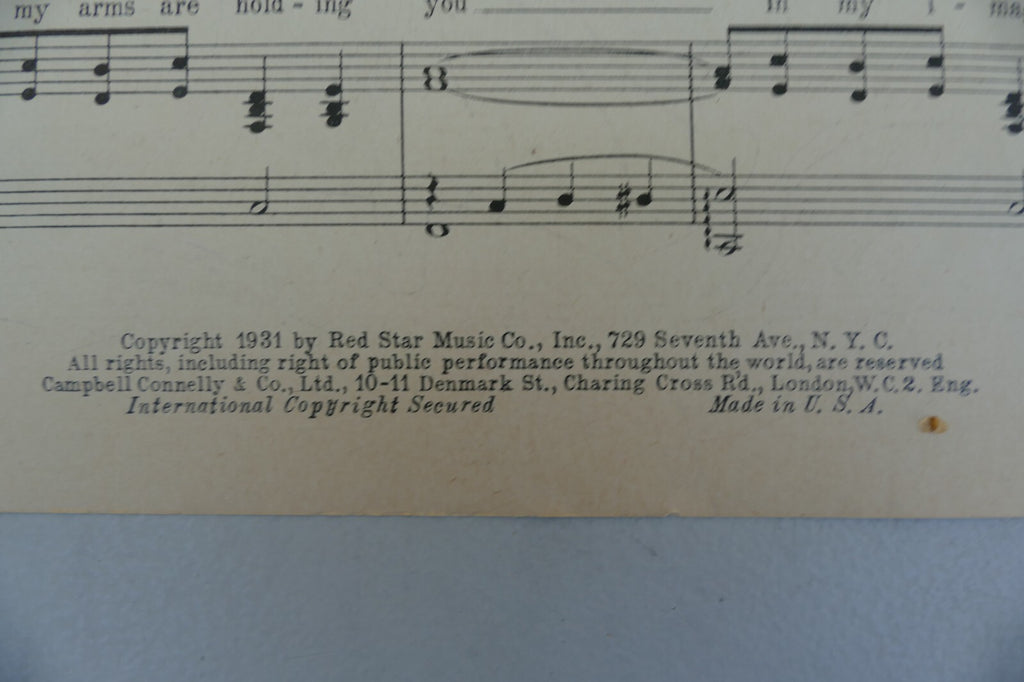 my arms are hold - ing you in my i -
Copyright 1931 by Red Star Music Co., Inc., 729 Seventh Ave., N. Y. C.
All rights, including right of public performance throughout the world, are reserved
Campbell Connelly & Co., Ltd., 10-11 Denmark St., Charing Cross R'd., London, W.C.2. Eng.
International Copyright Secured Made in U. S. A.